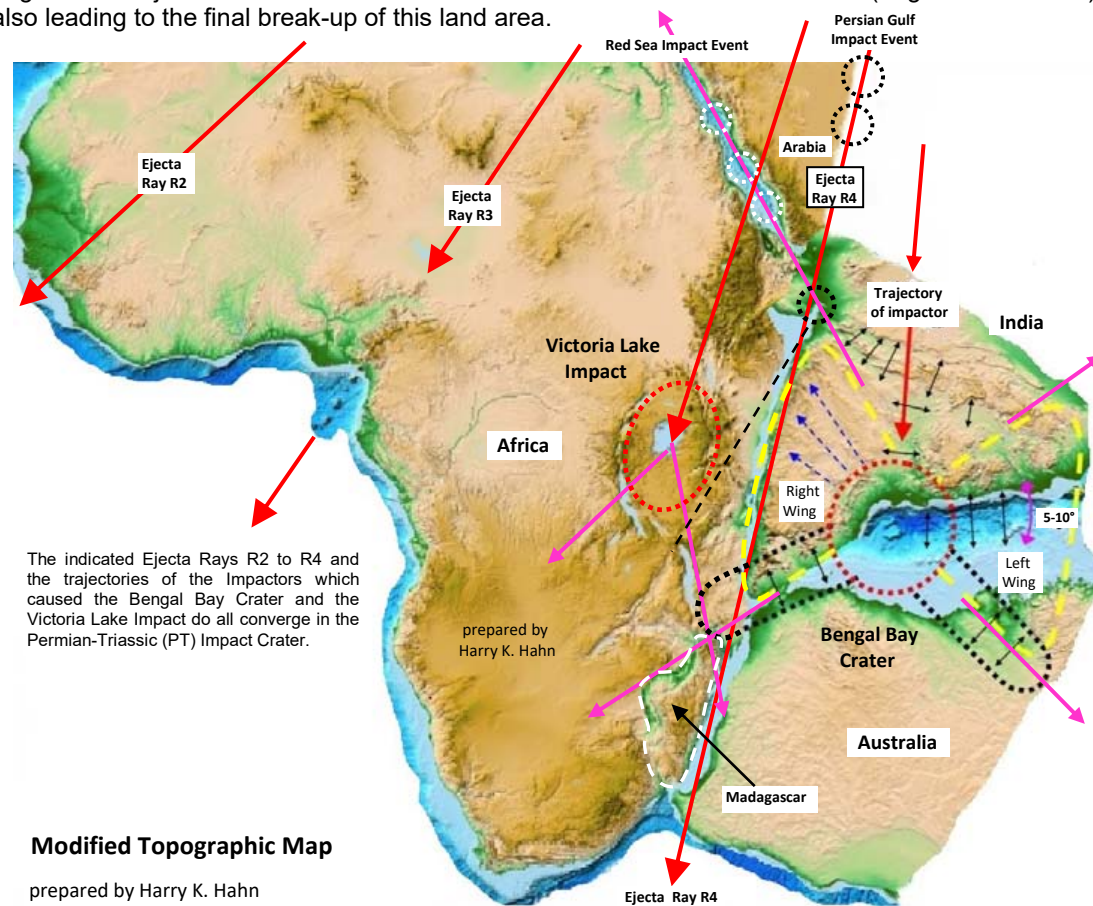 also leading to the final break-up of this land area.
Persian Gulf
Impact Event
Red Sea Impact Event
Ejecta
Ray R2
Ejecta
Ray R3
Arabia
Ejecta
Ray R4
Trajectory
of impactor
India
Victoria Lake
Impact
Africa
Right
Wing
5-10°
Left
Wing
The indicated Ejecta Rays R2 to R4 and
the trajectories of the Impactors which
caused the Bengal Bay Crater and the
Victoria Lake Impact do all converge in the
Permian-Triassic (PT) Impact Crater.
prepared by
Harry K. Hahn
Bengal Bay
Crater
Australia
Madagascar
Modified Topographic Map
prepared by Harry K. Hahn
Ejecta Ray R4